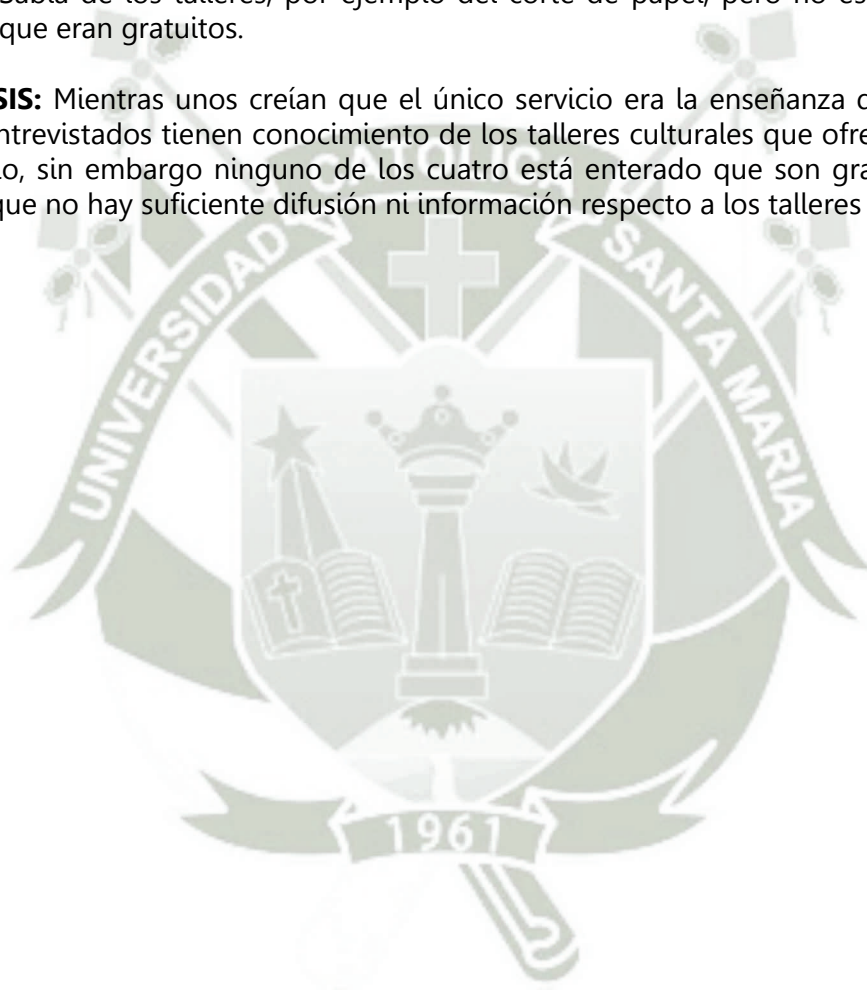 Sabía de los talleres, por ejemplo del corte de papel, pero no es
que eran gratuitos.
SIS: Mientras unos creían que el único servicio era la enseñanza
ntrevistados tienen conocimiento de los talleres culturales que ofre
lo, sin embargo ninguno de los cuatro está enterado que son gra
que no hay suficiente difusión ni información respecto a los talleres
UNIVERSIDAD CATOLICA SANTA MARIA
1961